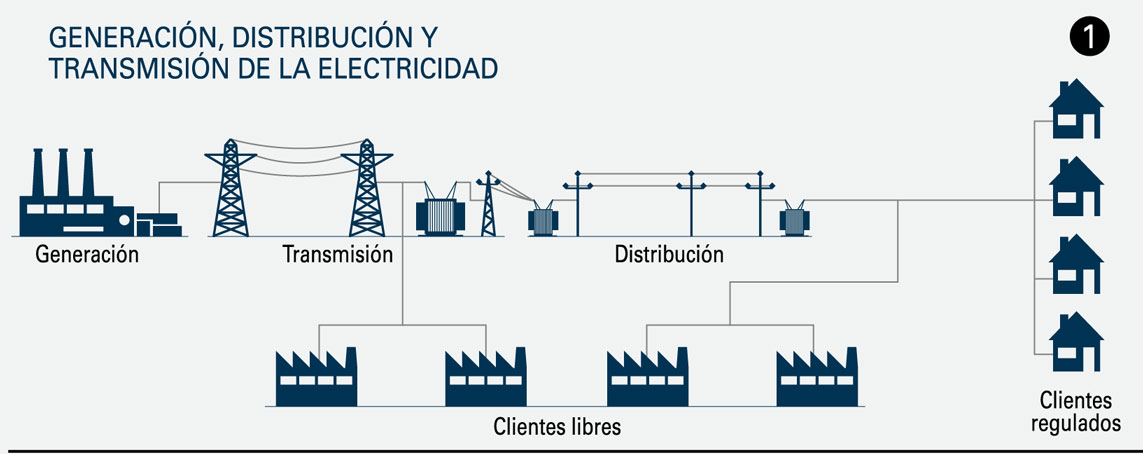 GENERACIÓN, DISTRIBUCIÓN Y
TRANSMISIÓN DE LA ELECTRICIDAD
1
Generación
Transmisión
Distribución
Clientes libres
Clientes
regulados